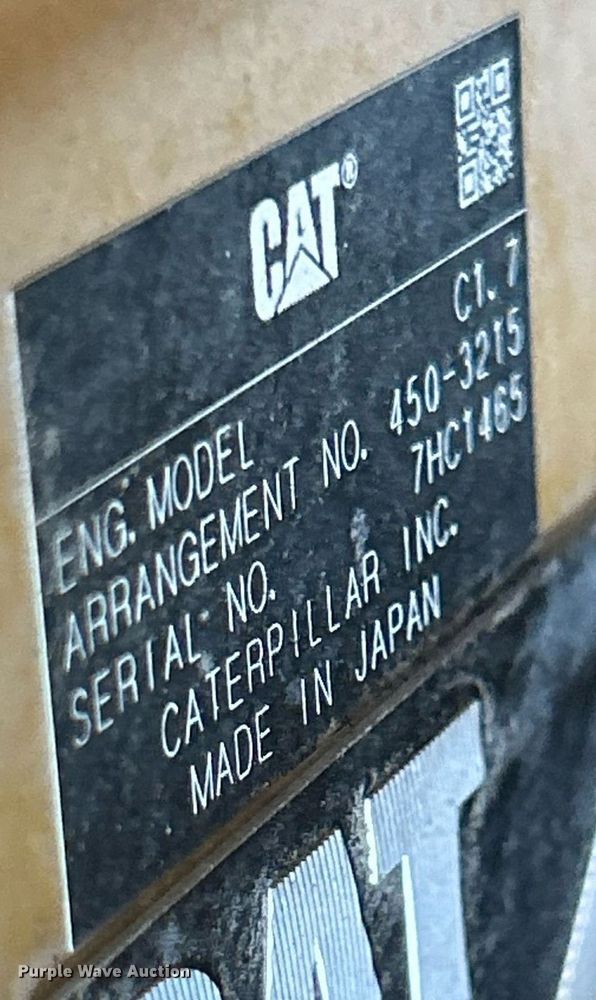 CAT®
ENG. MODEL C1.7
ARRANGEMENT NO. 450-3215
SERIAL NO. 7HC1465
CATERPILLAR INC.
MADE IN JAPAN
CAT
Purple Wave Auction